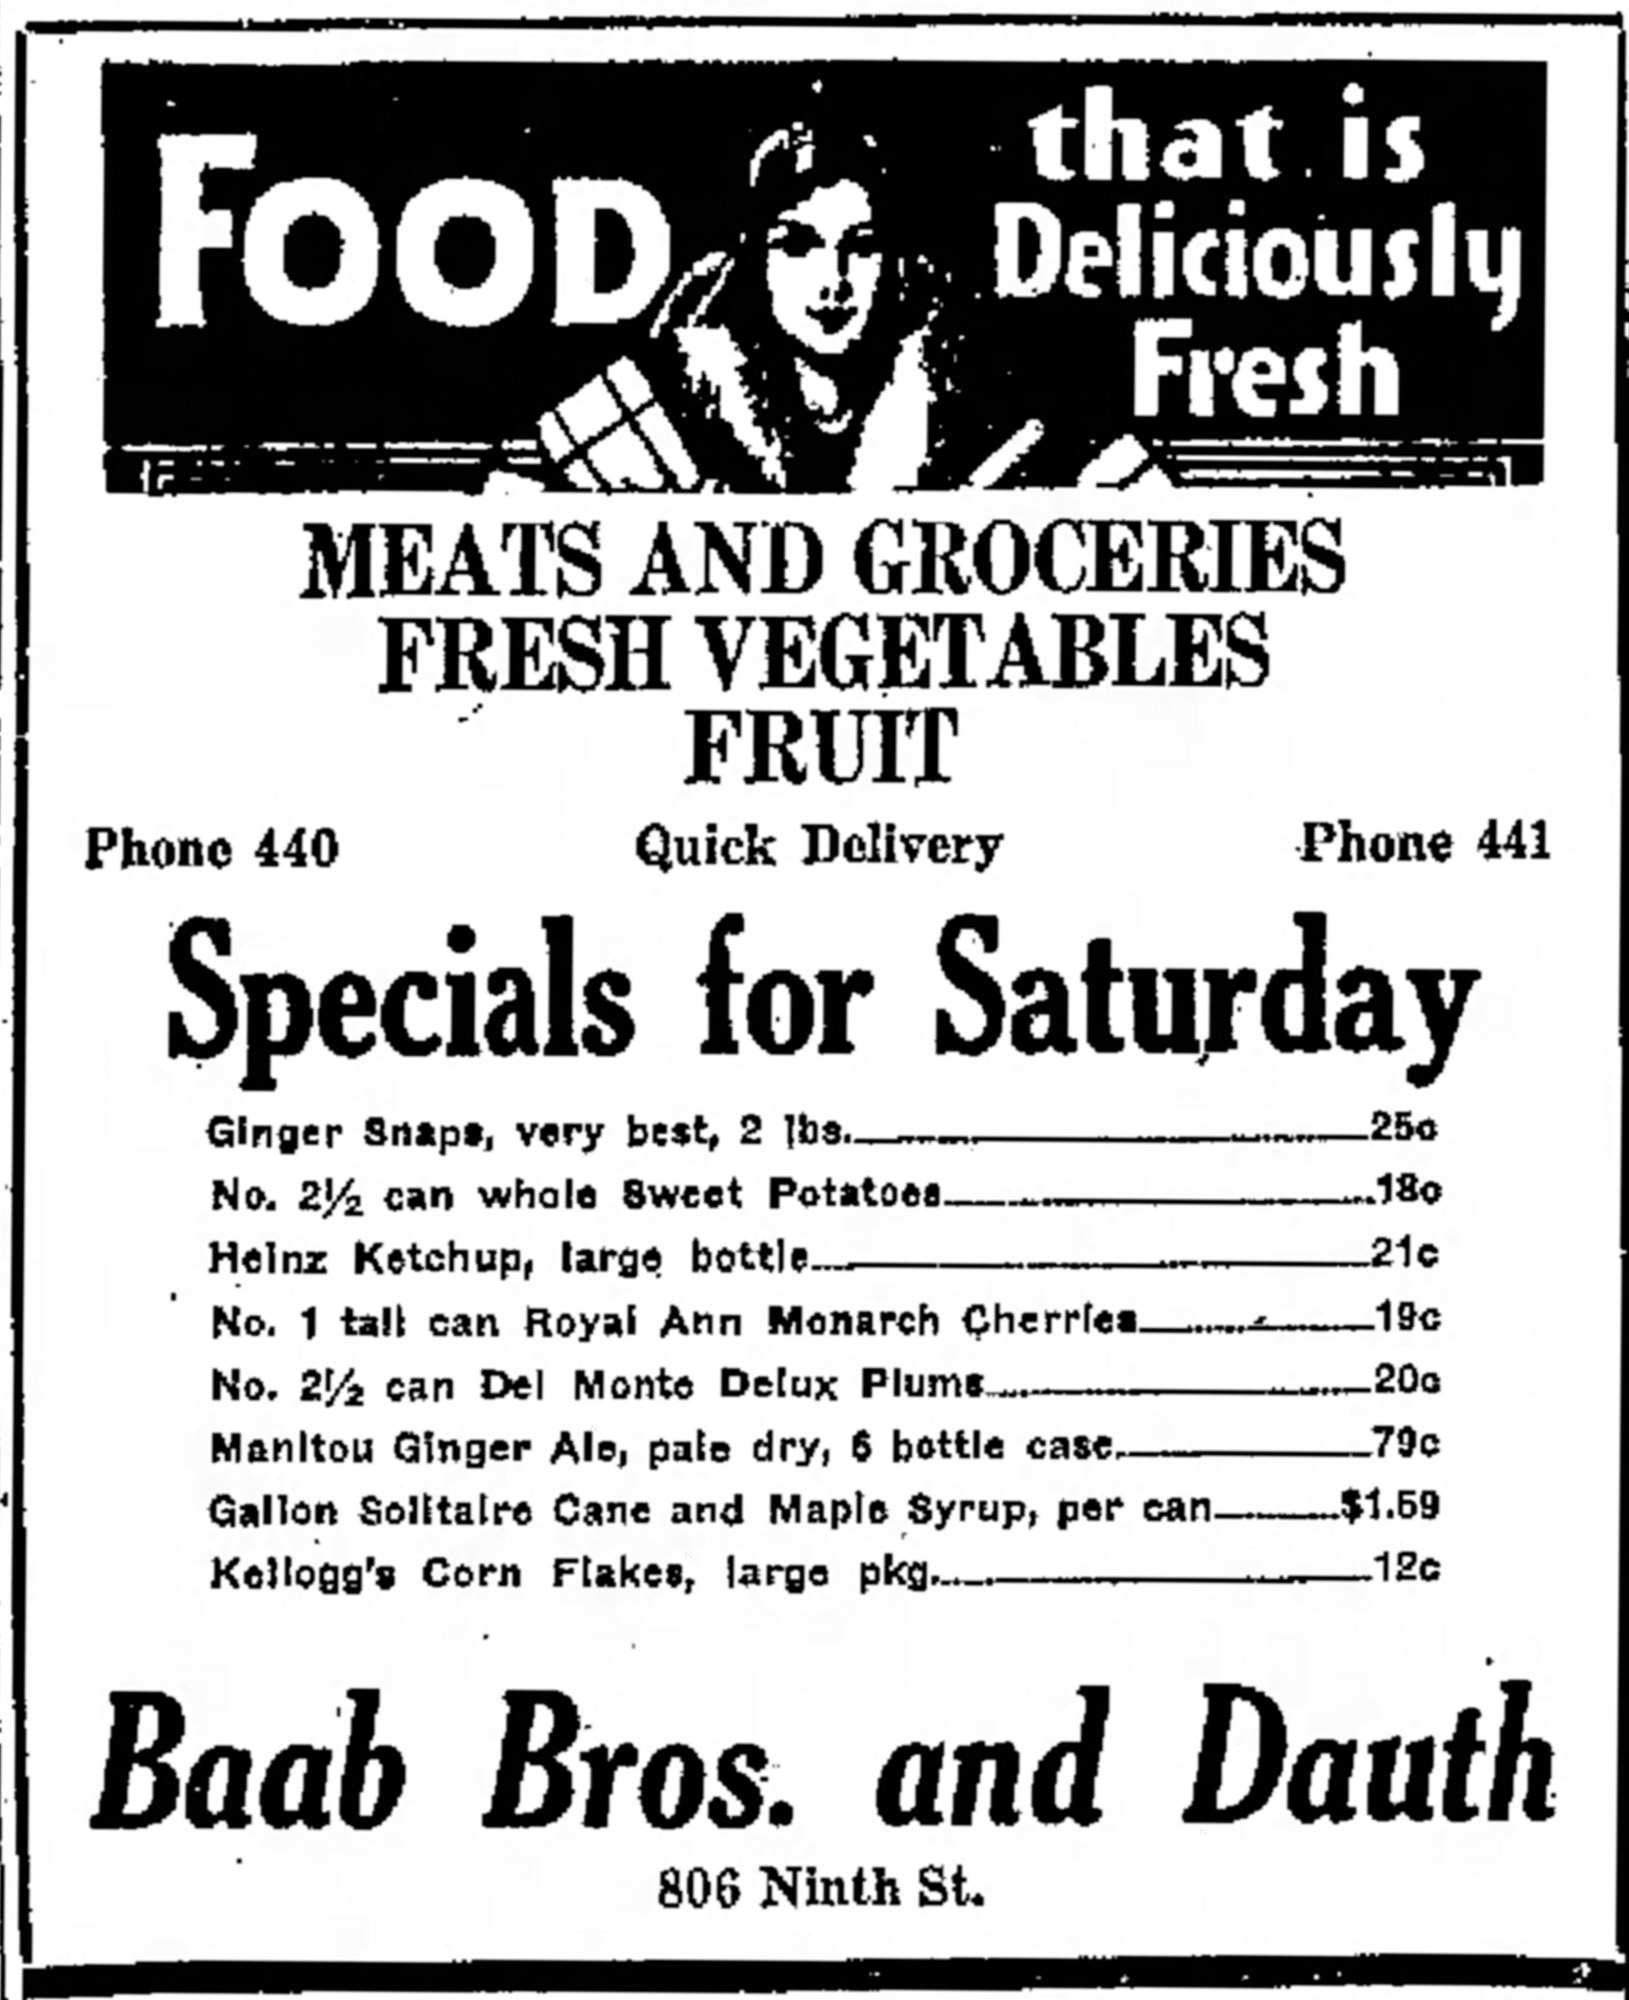 FOOD
that is
Deliciously
Fresh
MEATS AND GROCERIES
FRESH VEGETABLES
FRUIT
Phone 440 Quick Delivery Phone 441
Specials for Saturday
Ginger Snaps, very best, 2 lbs. 25c
No. 2½ can whole Sweet Potatoes 18c
Heinz Ketchup, large bottle 21c
No. 1 tall can Royal Ann Monarch Cherries 19c
No. 2½ can Del Monte Delux Plums 20c
Manitou Ginger Ale, pale dry, 6 bottle case 79c
Gallon Solitaire Cane and Maple Syrup, per can
Kellogg's Corn Flakes, large pkg. 12c
Baab Bros. and Dauth
806 Ninth St.